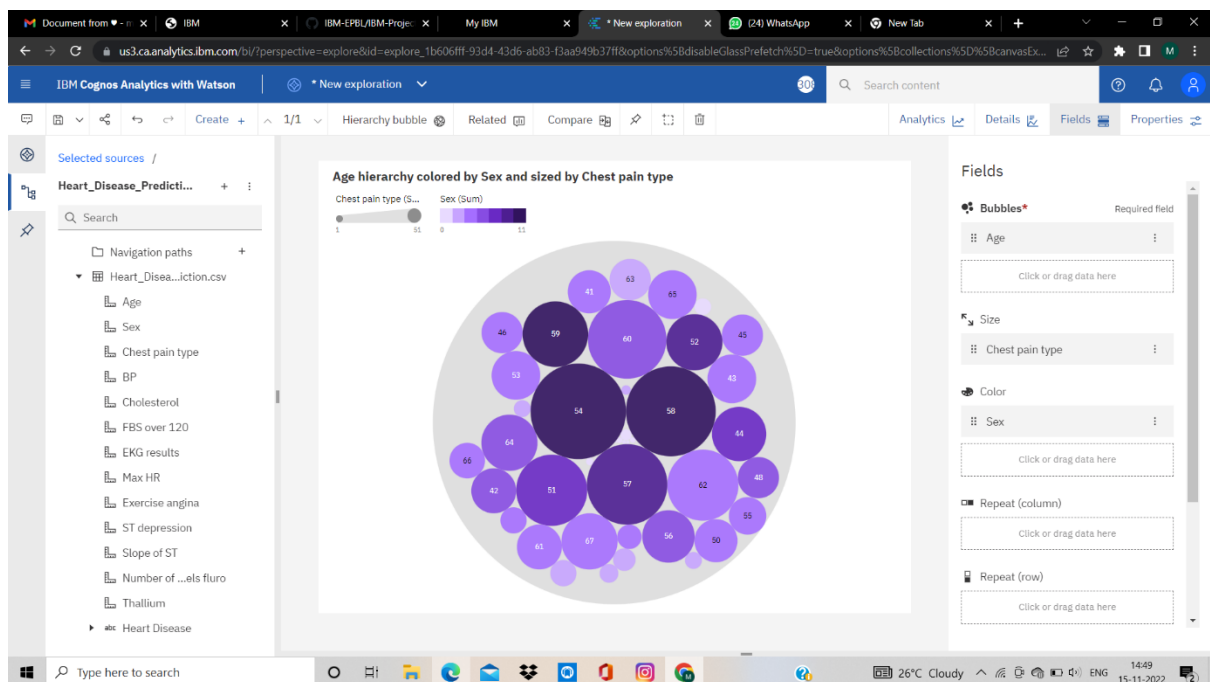 Document from ♥ - m
IBM
IBM-EPBL/IBM-Projec
My IBM
* New exploration
(24) WhatsApp
New Tab
us3.ca.analytics.ibm.com/bi/?perspective=explore&id=explore_1b606fff-93d4-43d6-ab83-f3aa949b37ff&options%5BdisableGlassPrefetch%5D=true&options%5Bcollections%5D%5BcanvasEx...
M
IBM Cognos Analytics with Watson
* New exploration
Search content
Create +
1/1
Hierarchy bubble
Related
Compare
Analytics
Details
Fields
Properties
Selected sources /
Heart_Disease_Predicti...
Search
Navigation paths
Heart_Disea...iction.csv
Age
Sex
Chest pain type
BP
Cholesterol
FBS over 120
EKG results
Max HR
Exercise angina
ST depression
Slope of ST
Number of ...els fluro
Thallium
abc Heart Disease
Age hierarchy colored by Sex and sized by Chest pain type
Chest pain type (S... Sex (Sum)
1 51 0 11
63
41
65
46
59
60
52
45
53
43
54
58
44
64
66
42
51
57
62
48
55
61
67
56
50
Fields
Bubbles* Required field
Age
Click or drag data here
Size
Chest pain type
Color
Sex
Click or drag data here
Repeat (column)
Click or drag data here
Repeat (row)
Click or drag data here
Type here to search
26°C Cloudy
ENG
14:49
15-11-2022